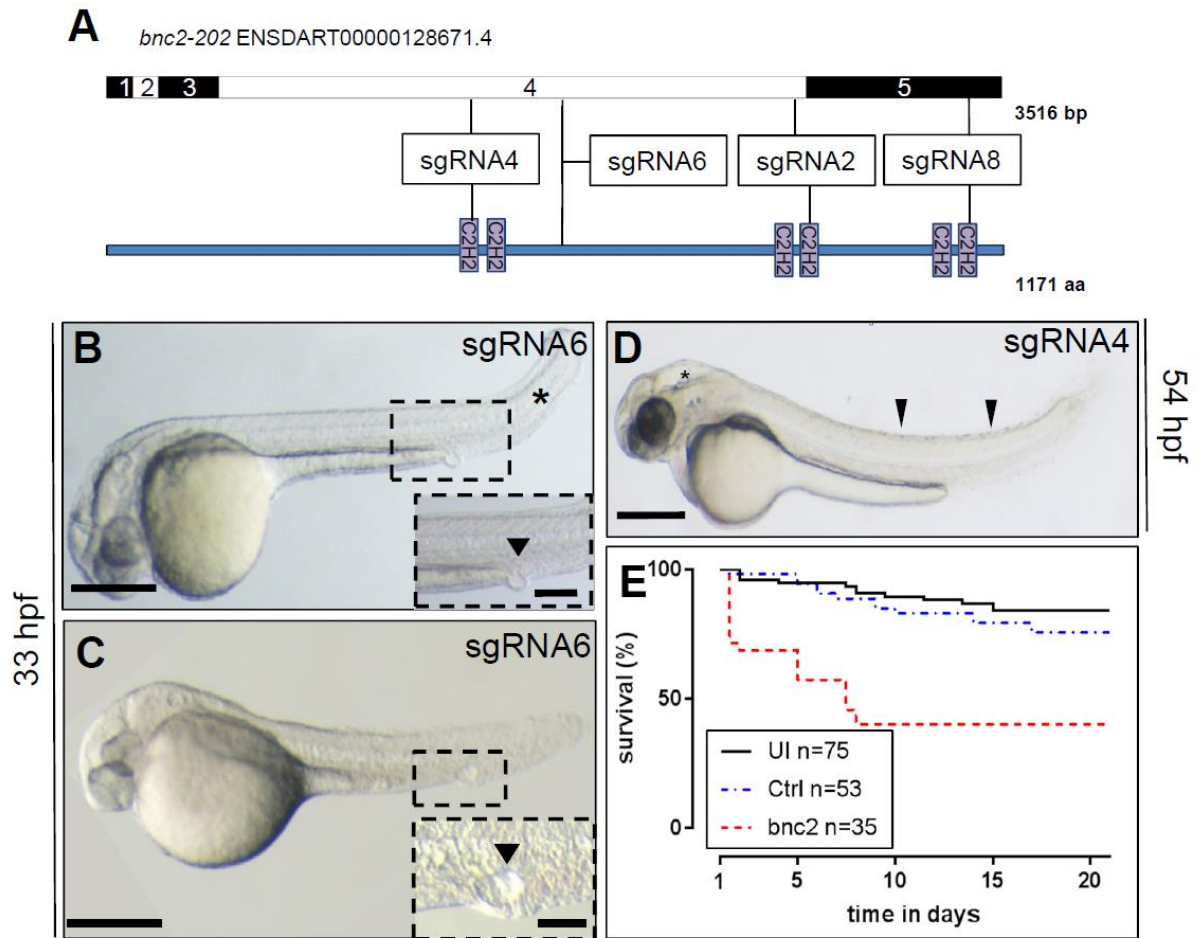 A
bnc2-202 ENSDART00000128671.4
1 2 3 4 5
3516 bp
sgRNA4 sgRNA6 sgRNA2 sgRNA8
C2H2 C2H2 C2H2 C2H2 C2H2 C2H2
1171 aa
33 hpf
B sgRNA6
*
C sgRNA6
D sgRNA4
*
54 hpf
E
100
50
0
survival (%)
UI n=75
Ctrl n=53
bnc2 n=35
1 5 10 15 20
time in days